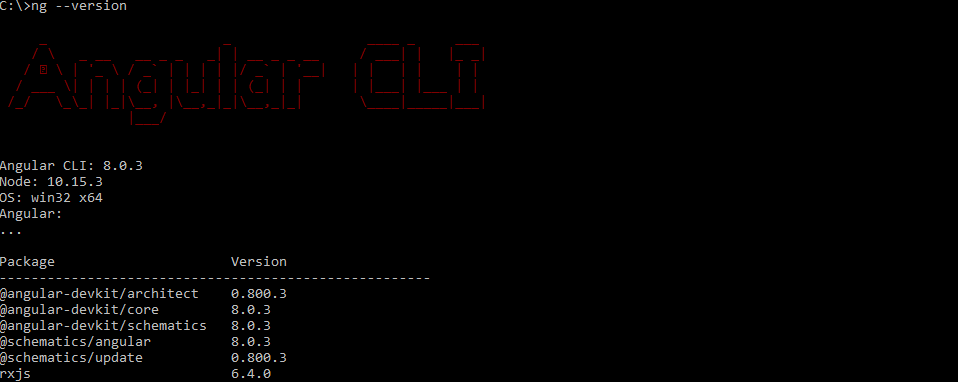 C:\>ng --version
Angular CLI
Angular CLI: 8.0.3
Node: 10.15.3
OS: win32 x64
Angular:
...
Package Version
------------------------------------------------------
@angular-devkit/architect 0.800.3
@angular-devkit/core 8.0.3
@angular-devkit/schematics 8.0.3
@schematics/angular 8.0.3
@schematics/update 0.800.3
rxjs 6.4.0